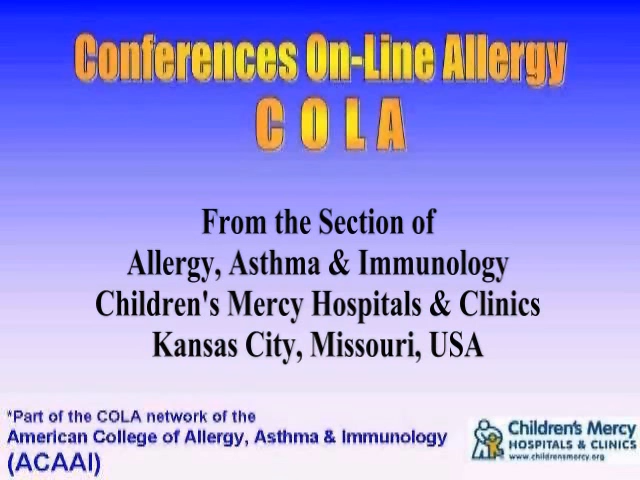 Conferences On-Line Allergy
C O L A
From the Section of
Allergy, Asthma & Immunology
Children's Mercy Hospitals & Clinics
Kansas City, Missouri, USA
*Part of the COLA network of the
American College of Allergy, Asthma & Immunology
(ACAAI)
Children's Mercy
HOSPITALS & CLINICS
www.childrensmercy.org